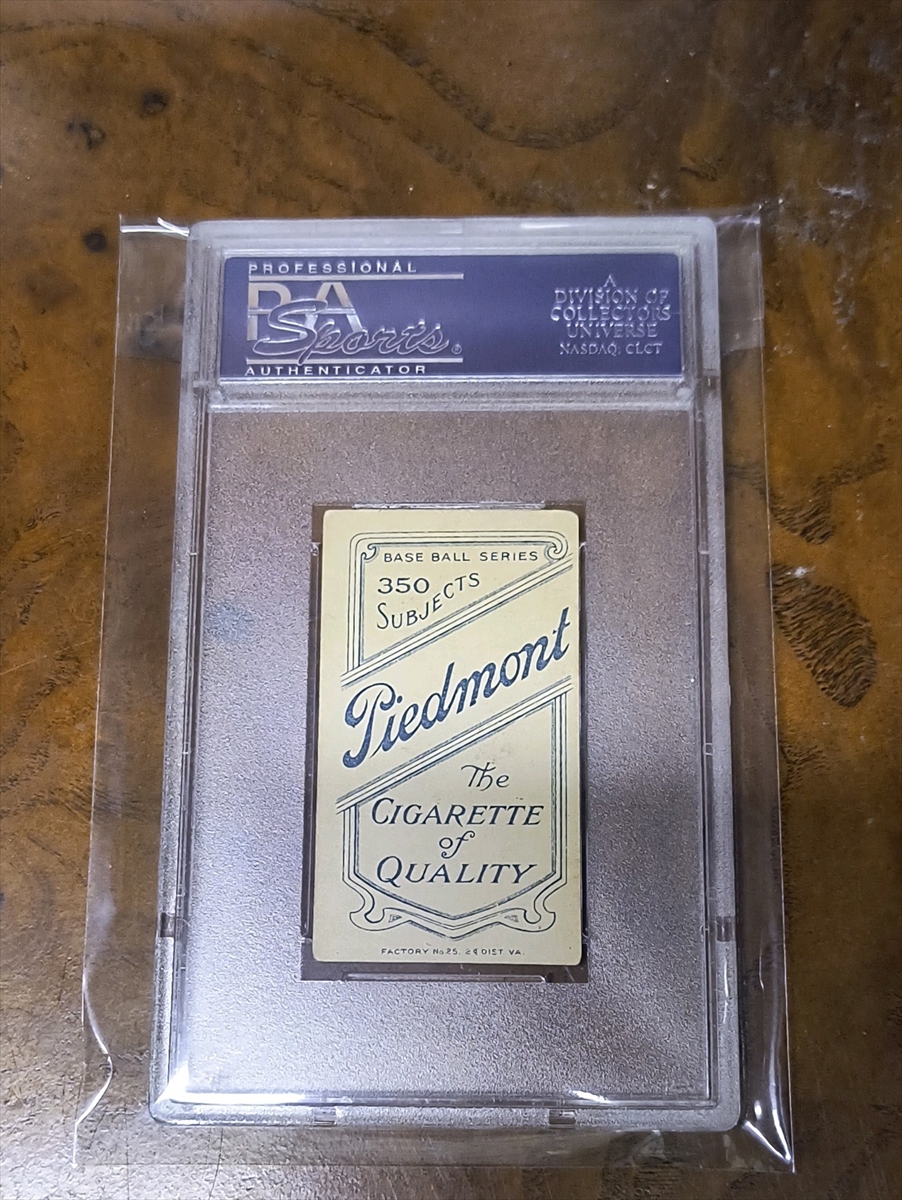 PROFESSIONAL
PSA
Sports®
AUTHENTICATOR
A
DIVISION OF
COLLECTORS
UNIVERSE
NASDAQ: CLCT
BASE BALL SERIES
350
SUBJECTS
Piedmont
The
CIGARETTE
of
QUALITY
FACTORY No 25, 2d DIST. VA.